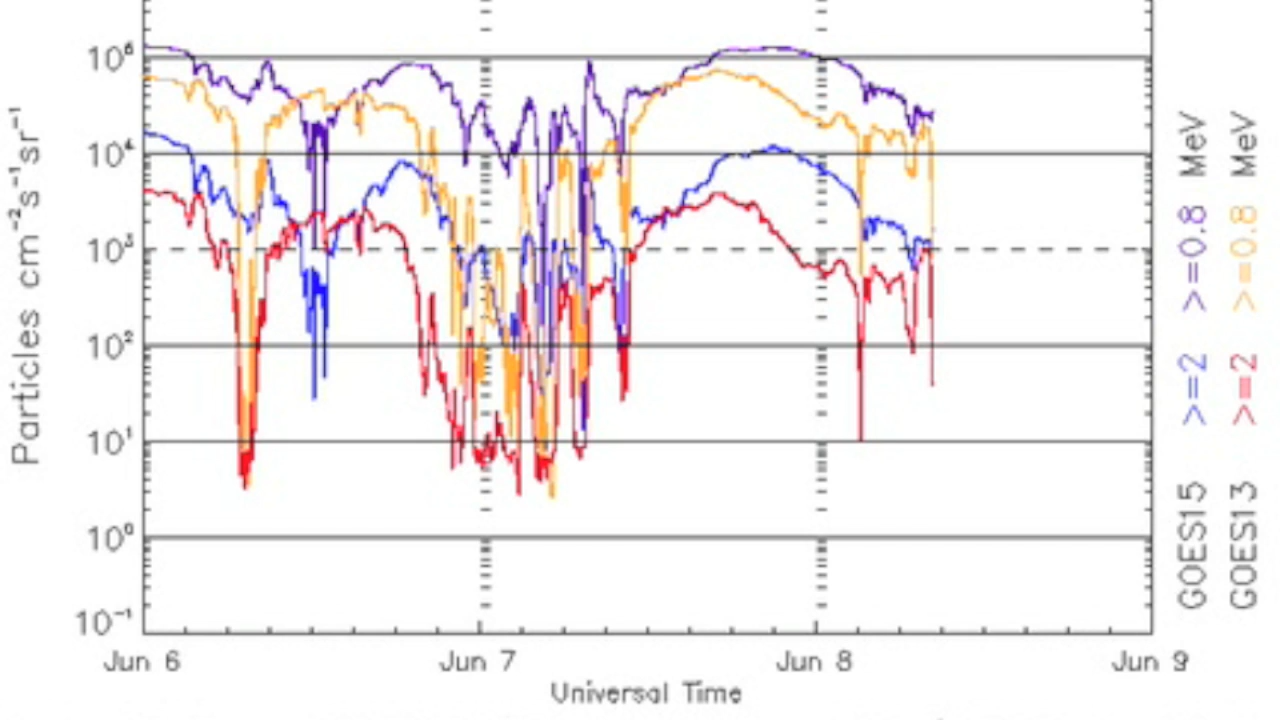 Particles cm⁻²s⁻¹sr⁻¹
10⁶
10⁴
10³
10²
10¹
10⁰
10⁻¹
Jun 6 Jun 7 Jun 8 Jun 9
Universal Time
GOES15 >=2 >=0.8 MeV
GOES13 >=2 >=0.8 MeV